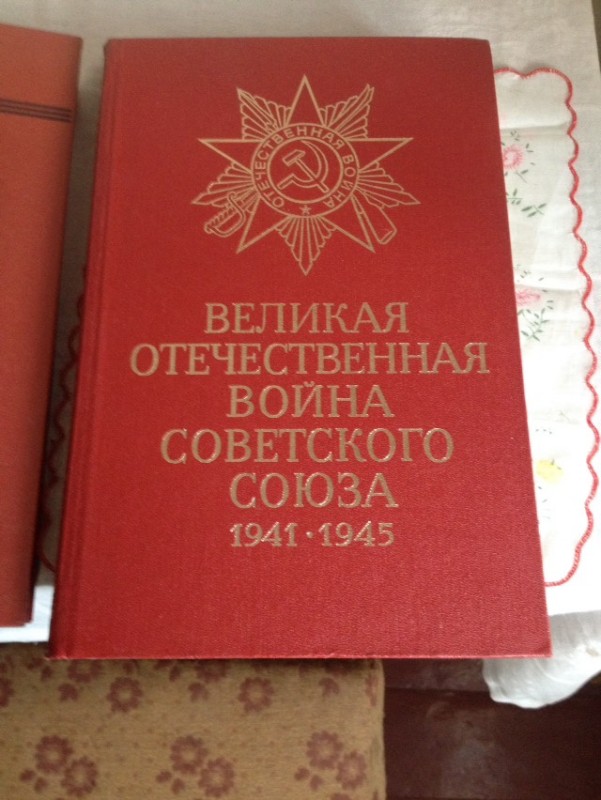 ОТЕЧЕСТВЕННАЯ ВОЙНА
ВЕЛИКАЯ
ОТЕЧЕСТВЕННАЯ
ВОЙНА
СОВЕТСКОГО
СОЮЗА
1941 · 1945